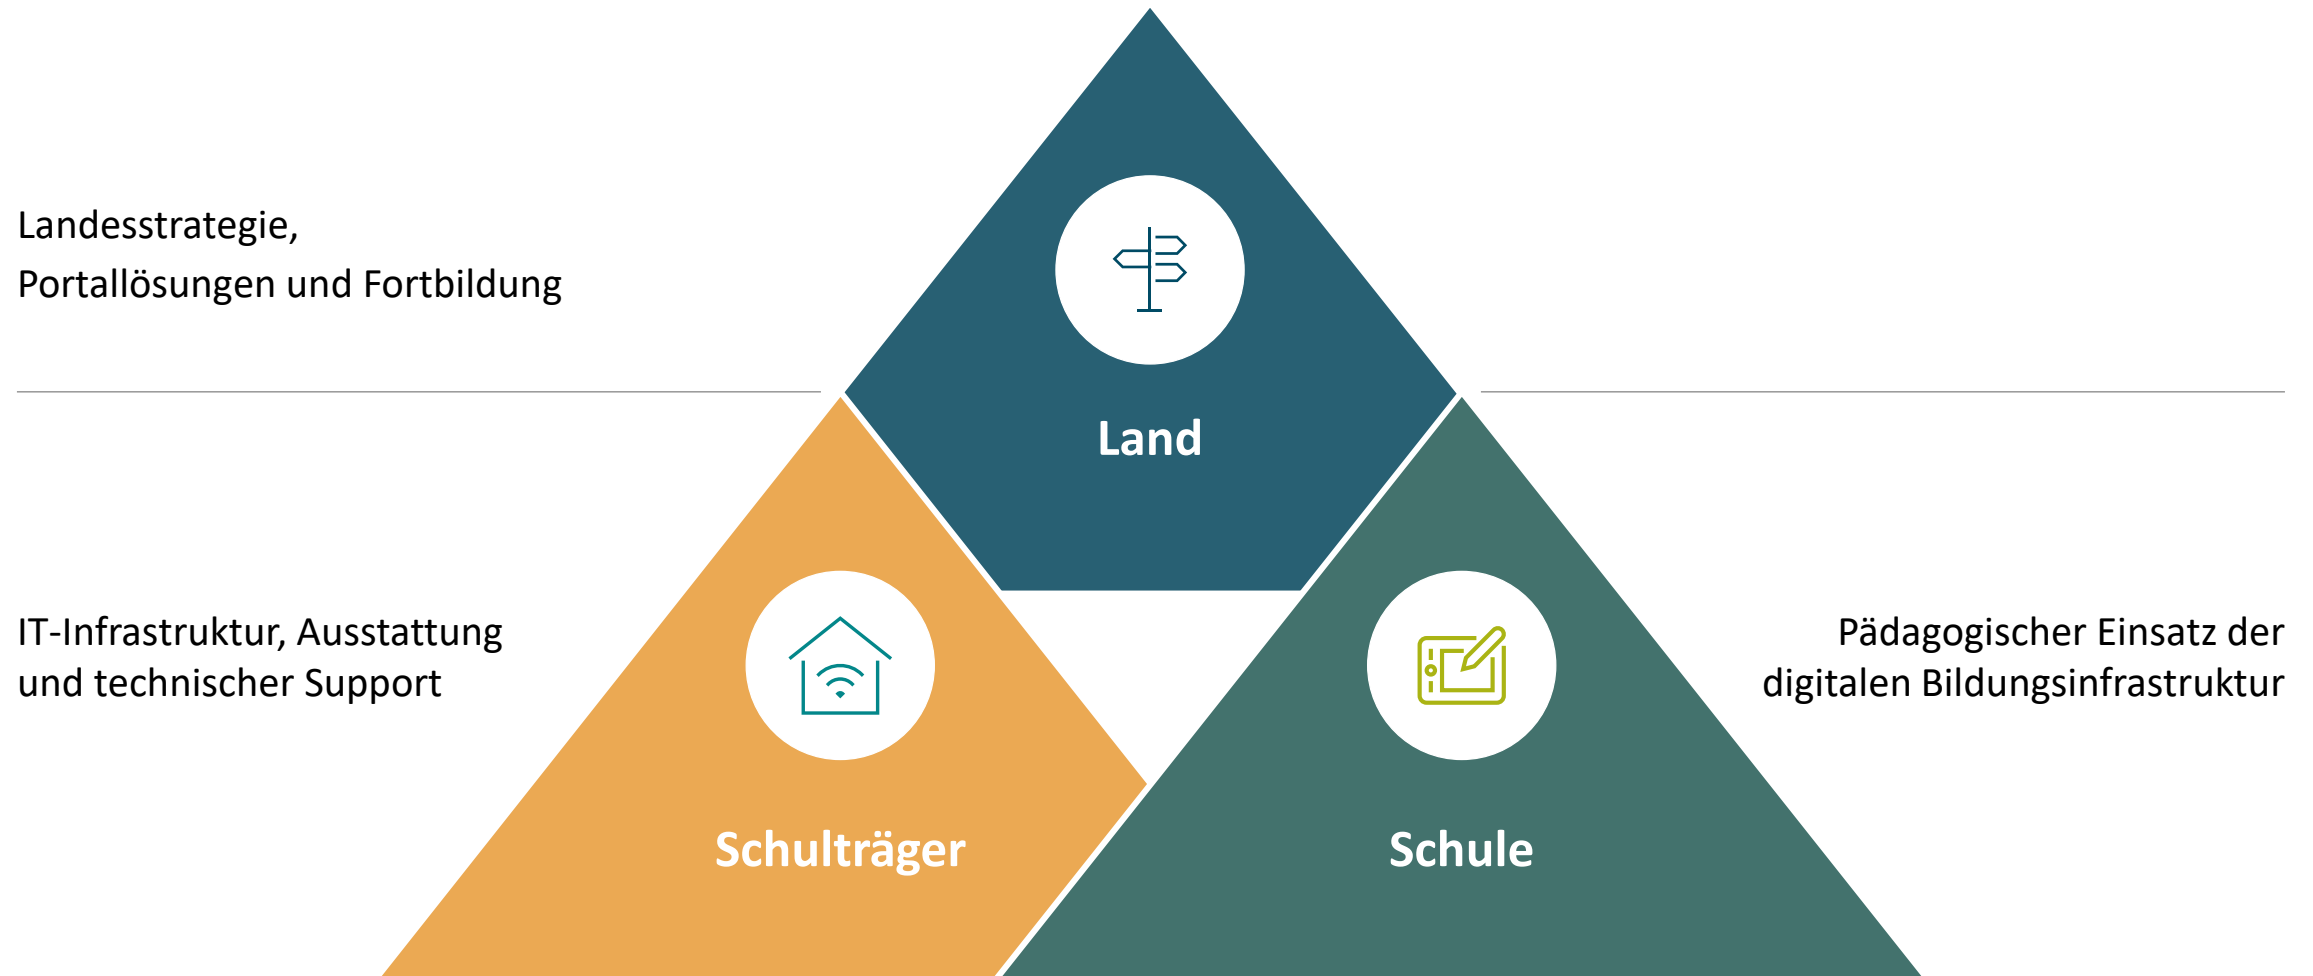 Landesstrategie,
Portallösungen und Fortbildung
Land
IT-Infrastruktur, Ausstattung
und technischer Support
Schulträger
Schule
Pädagogischer Einsatz der
digitalen Bildungsinfrastruktur